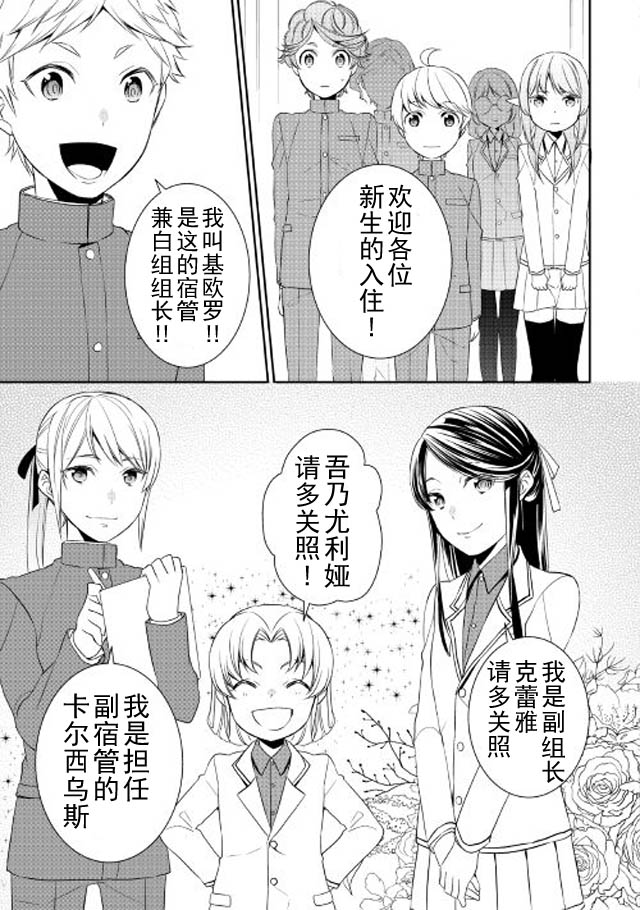 欢迎各位
新生的入住！
我叫基欧罗!!
是这的宿管
兼白组组长!!
我是副组长
克蕾雅
请多关照
吾乃尤利娅
请多关照！
我是担任
副宿管的
卡尔西乌斯